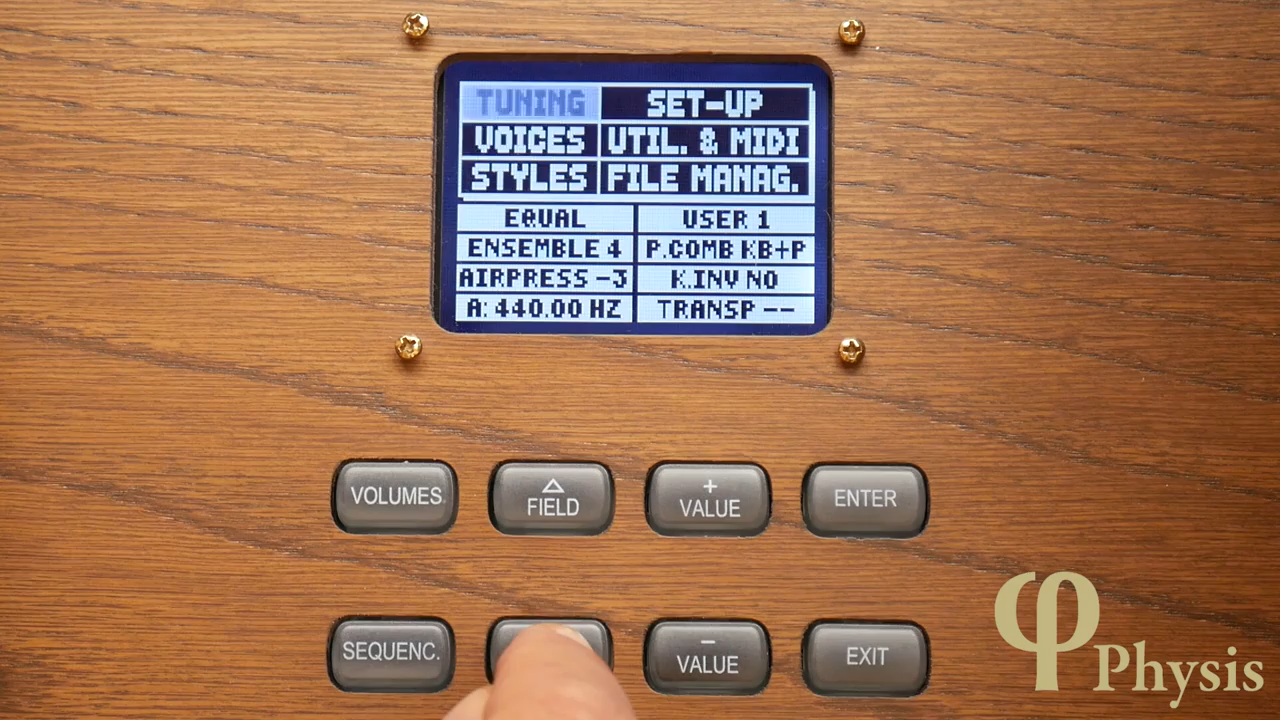 TUNING SET-UP
VOICES UTIL. & MIDI
STYLES FILE MANAG.
EQUAL USER 1
ENSEMBLE 4 P.COMB KB+P
AIRPRESS -3 K.INV NO
A: 440.00 HZ TRANSP --
VOLUMES
FIELD
+
VALUE
ENTER
SEQUENC.
-
VALUE
EXIT
φ Physis